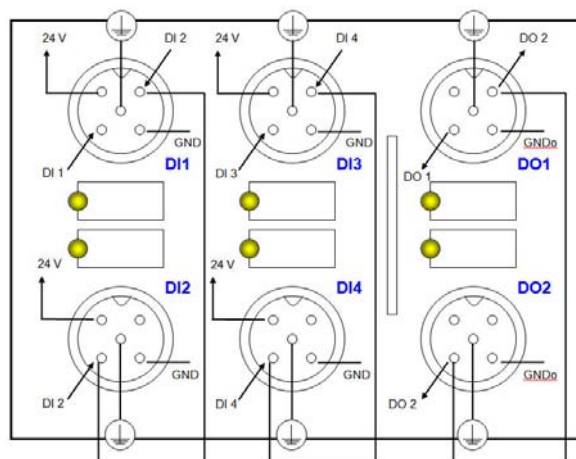 24 V
DI 2
DI 1
GND
DI1
24 V
DI 4
DI 3
GND
DI3
DO 2
DO 1
GNDo
DO1
24 V
DI2
DI 2
GND
24 V
DI4
DI 4
GND
DO2
DO 2
GNDo